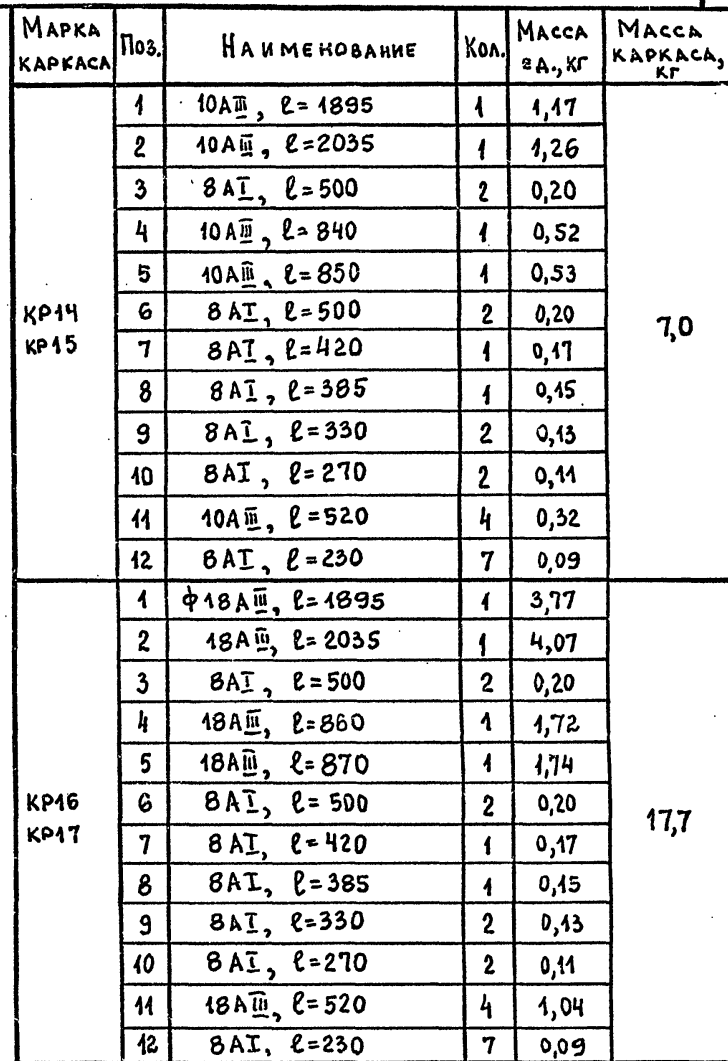 Марка каркаса Поз. Наименование Кол. Масса ед., кг Масса каркаса, кг
КР14 КР15 7,0
1 10АIII, ℓ=1895 1 1,17
2 10АIII, ℓ=2035 1 1,26
3 8АI, ℓ=500 2 0,20
4 10АIII, ℓ=840 1 0,52
5 10АIII, ℓ=850 1 0,53
6 8АI, ℓ=500 2 0,20
7 8АI, ℓ=420 1 0,17
8 8АI, ℓ=385 1 0,15
9 8АI, ℓ=330 2 0,13
10 8АI, ℓ=270 2 0,11
11 10АIII, ℓ=520 4 0,32
12 8АI, ℓ=230 7 0,09
КР16 КР17 17,7
1 ϕ18АIII, ℓ=1895 1 3,77
2 18АIII, ℓ=2035 1 4,07
3 8АI, ℓ=500 2 0,20
4 18АIII, ℓ=860 1 1,72
5 18АIII, ℓ=870 1 1,74
6 8АI, ℓ=500 2 0,20
7 8АI, ℓ=420 1 0,17
8 8АI, ℓ=385 1 0,15
9 8АI, ℓ=330 2 0,13
10 8АI, ℓ=270 2 0,11
11 18АIII, ℓ=520 4 1,04
12 8АI, ℓ=230 7 0,09